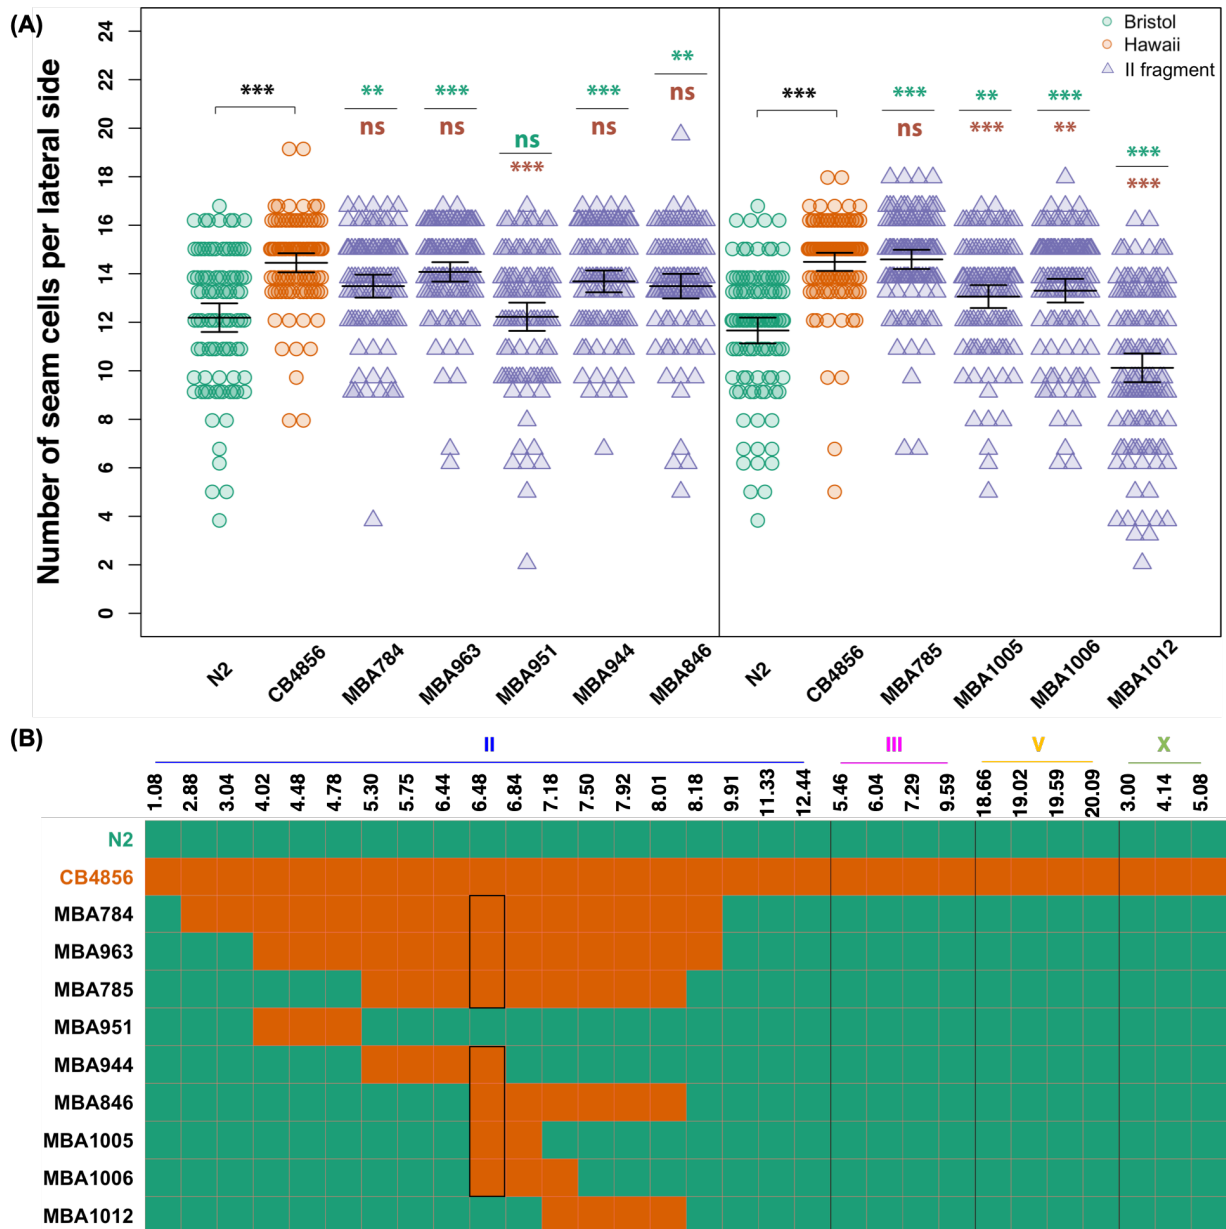 (A)
Number of seam cells per lateral side
24
22
20
18
16
14
12
10
8
6
4
2
0
Bristol
Hawaii
II fragment
*** ** *** *** **
ns ns ns ns ns
***
*** *** ** *** ***
ns *** ** ***
N2 CB4856 MBA784 MBA963 MBA951 MBA944 MBA846 N2 CB4856 MBA785 MBA1005 MBA1006 MBA1012
(B)
II III V X
1.08 2.88 3.04 4.02 4.48 4.78 5.30 5.75 6.44 6.48 6.84 7.18 7.50 7.92 8.01 8.18 9.91 11.33 12.44 5.46 6.04 7.29 9.59 18.66 19.02 19.59 20.09 3.00 4.14 5.08
N2
CB4856
MBA784
MBA963
MBA785
MBA951
MBA944
MBA846
MBA1005
MBA1006
MBA1012